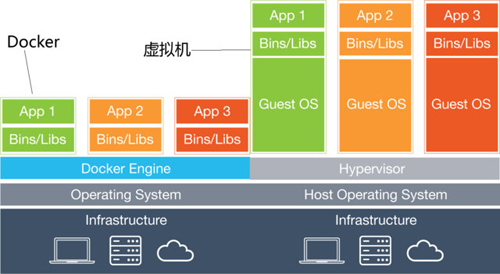 Docker
App 1
Bins/Libs
App 2
Bins/Libs
App 3
Bins/Libs
Docker Engine
Operating System
Infrastructure
虚拟机
App 1
Bins/Libs
Guest OS
App 2
Bins/Libs
Guest OS
App 3
Bins/Libs
Guest OS
Hypervisor
Host Operating System
Infrastructure